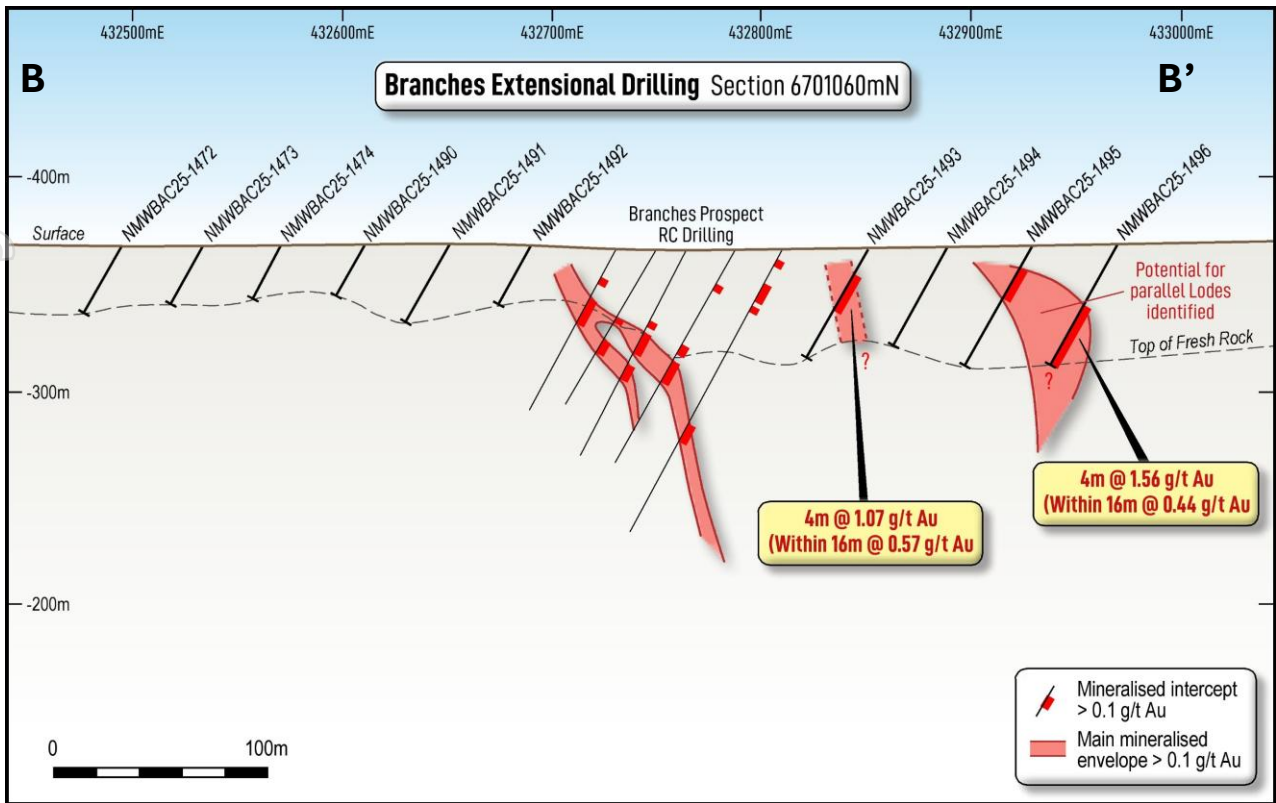 432500mE
432600mE
432700mE
432800mE
432900mE
433000mE
B
Branches Extensional Drilling Section 6701060mN
B’
-400m
NMWBAC25-1472
NMWBAC25-1473
NMWBAC25-1474
NMWBAC25-1490
NMWBAC25-1491
NMWBAC25-1492
NMWBAC25-1493
NMWBAC25-1494
NMWBAC25-1495
NMWBAC25-1496
Surface
Branches Prospect
RC Drilling
Potential for
parallel Lodes
identified
Top of Fresh Rock
?
?
-300m
4m @ 1.56 g/t Au
(Within 16m @ 0.44 g/t Au
4m @ 1.07 g/t Au
(Within 16m @ 0.57 g/t Au
-200m
Mineralised intercept
> 0.1 g/t Au
Main mineralised
envelope > 0.1 g/t Au
0
100m